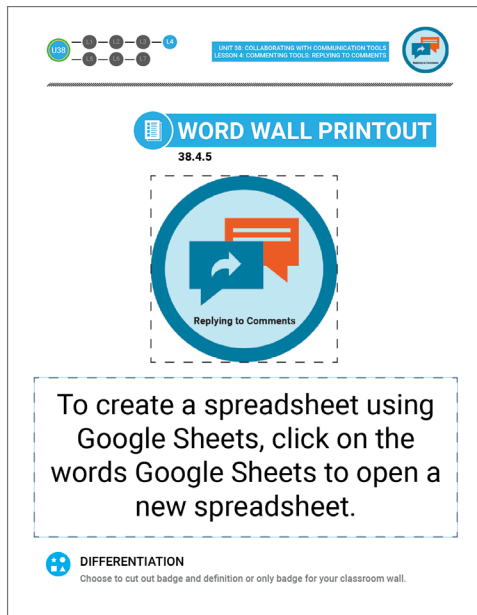 U38
L1 L2 L3 L4
L5 L6 L7
UNIT 38: COLLABORATING WITH COMMUNICATION TOOLS
LESSON 4: COMMENTING TOOLS: REPLYING TO COMMENTS
Replying to Comments
WORD WALL PRINTOUT
38.4.5
Replying to Comments
To create a spreadsheet using
Google Sheets, click on the
words Google Sheets to open a
new spreadsheet.
DIFFERENTIATION
Choose to cut out badge and definition or only badge for your classroom wall.